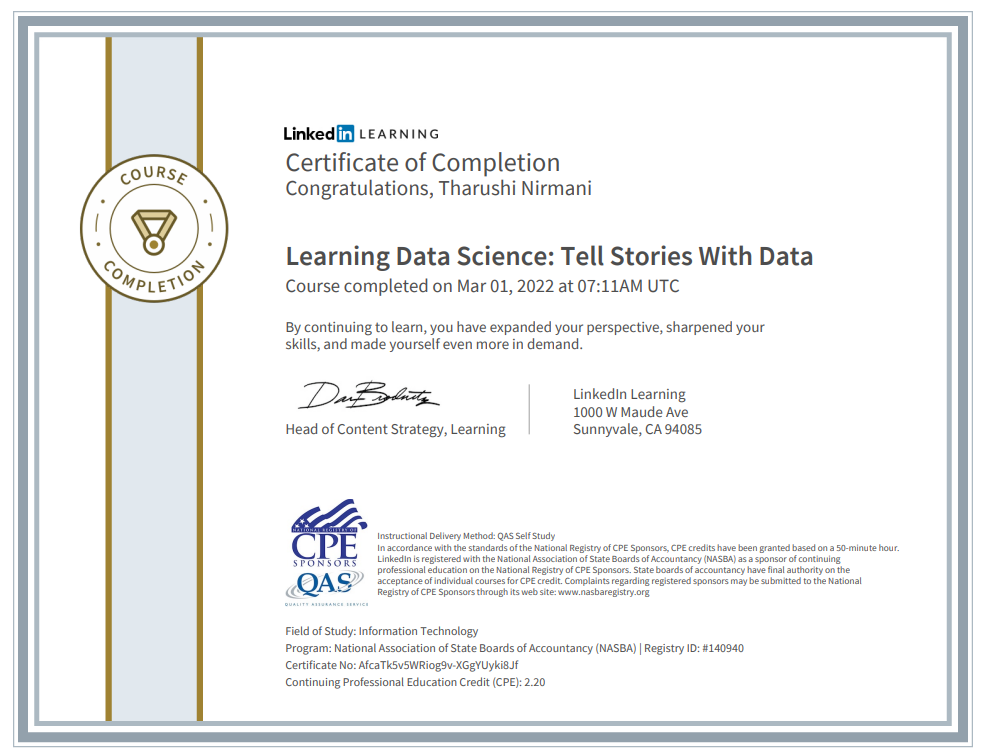 COURSE
COMPLETION
Linked in LEARNING
Certificate of Completion
Congratulations, Tharushi Nirmani
Learning Data Science: Tell Stories With Data
Course completed on Mar 01, 2022 at 07:11AM UTC
By continuing to learn, you have expanded your perspective, sharpened your
skills, and made yourself even more in demand.
Head of Content Strategy, Learning
LinkedIn Learning
1000 W Maude Ave
Sunnyvale, CA 94085
NATIONAL REGISTRY OF
CPE
SPONSORS
QAS
QUALITY ASSURANCE SERVICE
Instructional Delivery Method: QAS Self Study
In accordance with the standards of the National Registry of CPE Sponsors, CPE credits have been granted based on a 50-minute hour.
LinkedIn is registered with the National Association of State Boards of Accountancy (NASBA) as a sponsor of continuing
professional education on the National Registry of CPE Sponsors. State boards of accountancy have final authority on the
acceptance of individual courses for CPE credit. Complaints regarding registered sponsors may be submitted to the National
Registry of CPE Sponsors through its web site: www.nasbaregistry.org
Field of Study: Information Technology
Program: National Association of State Boards of Accountancy (NASBA) | Registry ID: #140940
Certificate No: AfcaTk5v5WRiog9v-XGgYUyki8Jf
Continuing Professional Education Credit (CPE): 2.20